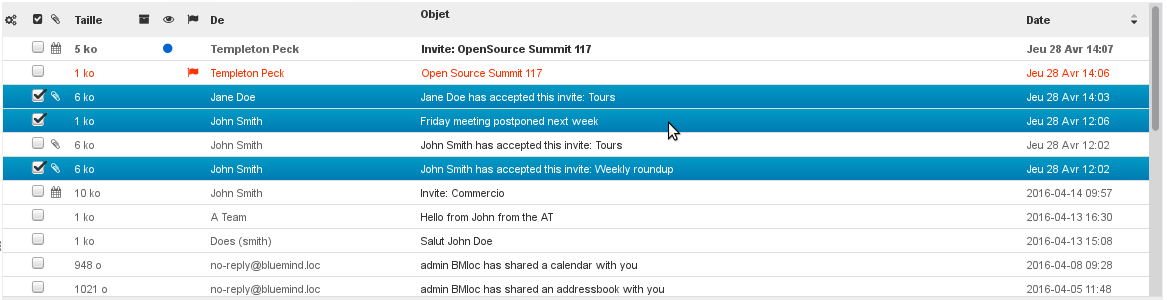 Taille De Objet Date
5 ko Templeton Peck Invite: OpenSource Summit 117 Jeu 28 Avr 14:07
1 ko Templeton Peck Open Source Summit 117 Jeu 28 Avr 14:06
6 ko Jane Doe Jane Doe has accepted this invite: Tours Jeu 28 Avr 14:03
1 ko John Smith Friday meeting postponed next week Jeu 28 Avr 12:06
6 ko John Smith John Smith has accepted this invite: Tours Jeu 28 Avr 12:02
6 ko John Smith John Smith has accepted this invite: Weekly roundup Jeu 28 Avr 12:02
10 ko John Smith Invite: Commercio 2016-04-14 09:57
1 ko A Team Hello from John from the AT 2016-04-13 16:30
1 ko Does (smith) Salut John Doe 2016-04-13 15:08
948 o no-reply@bluemind.loc admin BMloc has shared a calendar with you 2016-04-08 09:28
1021 o no-reply@bluemind.loc admin BMloc has shared an addressbook with you 2016-04-05 11:48